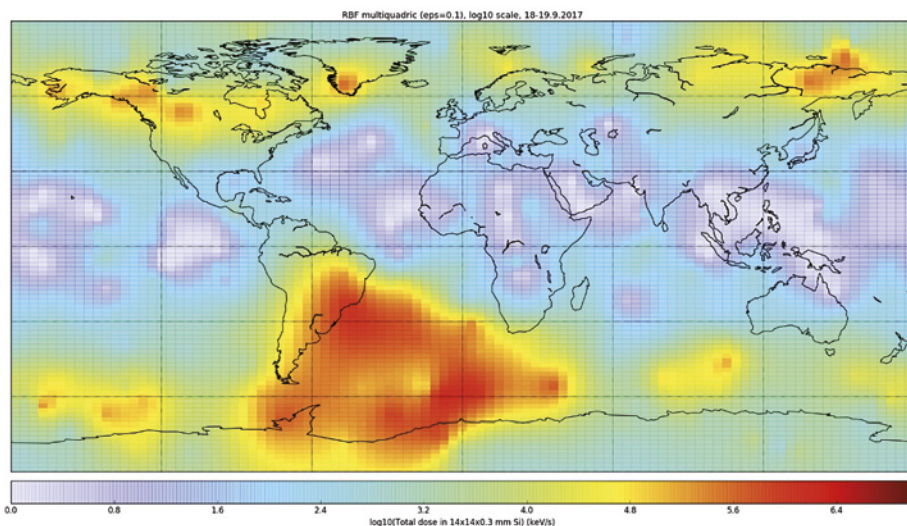 RBF multiquadric (eps=0.1), log10 scale, 18-19.9.2017
0.0 0.8 1.6 2.4 3.2 4.0 4.8 5.6 6.4
log10(Total dose in 14x14x0.3 mm Si) [keV/s]